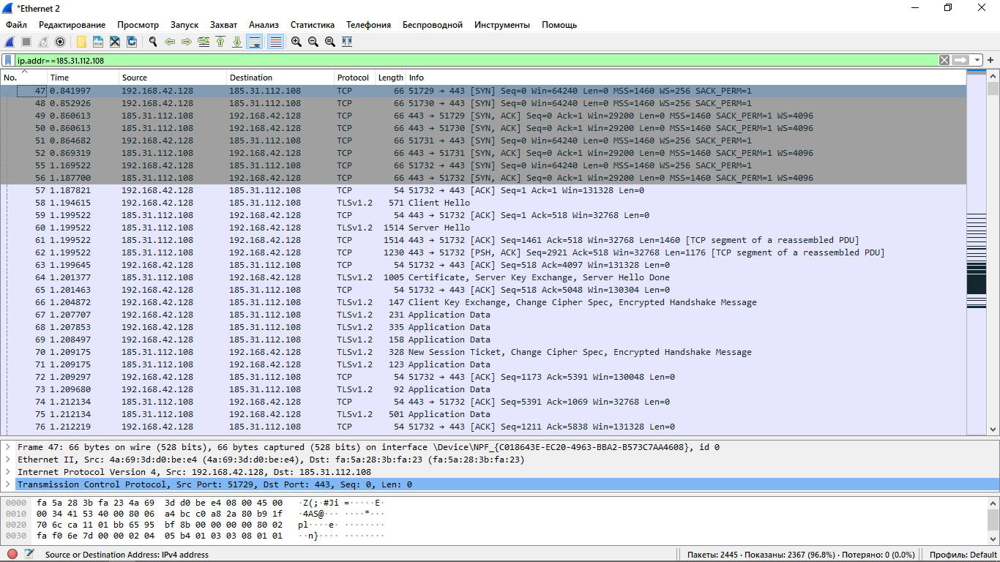 *Ethernet 2
Файл Редактирование Просмотр Запуск Захват Анализ Статистика Телефония Беспроводной Инструменты Помощь
ip.addr==185.31.112.108
No. Time Source Destination Protocol Length Info
47 0.841997 192.168.42.128 185.31.112.108 TCP 66 51729 → 443 [SYN] Seq=0 Win=64240 Len=0 MSS=1460 WS=256 SACK_PERM=1
48 0.852926 192.168.42.128 185.31.112.108 TCP 66 51730 → 443 [SYN] Seq=0 Win=64240 Len=0 MSS=1460 WS=256 SACK_PERM=1
49 0.860613 185.31.112.108 192.168.42.128 TCP 66 443 → 51729 [SYN, ACK] Seq=0 Ack=1 Win=29200 Len=0 MSS=1460 SACK_PERM=1 WS=4096
50 0.860613 185.31.112.108 192.168.42.128 TCP 66 443 → 51730 [SYN, ACK] Seq=0 Ack=1 Win=29200 Len=0 MSS=1460 SACK_PERM=1 WS=4096
51 0.864682 192.168.42.128 185.31.112.108 TCP 66 51731 → 443 [SYN] Seq=0 Win=64240 Len=0 MSS=1460 WS=256 SACK_PERM=1
52 0.869319 185.31.112.108 192.168.42.128 TCP 66 443 → 51731 [SYN, ACK] Seq=0 Ack=1 Win=29200 Len=0 MSS=1460 SACK_PERM=1 WS=4096
55 1.169522 192.168.42.128 185.31.112.108 TCP 66 51732 → 443 [SYN] Seq=0 Win=64240 Len=0 MSS=1460 WS=256 SACK_PERM=1
56 1.187700 185.31.112.108 192.168.42.128 TCP 66 443 → 51732 [SYN, ACK] Seq=0 Ack=1 Win=29200 Len=0 MSS=1460 SACK_PERM=1 WS=4096
57 1.187821 192.168.42.128 185.31.112.108 TCP 54 51732 → 443 [ACK] Seq=1 Ack=1 Win=131328 Len=0
58 1.194615 192.168.42.128 185.31.112.108 TLSv1.2 571 Client Hello
59 1.199522 185.31.112.108 192.168.42.128 TCP 54 443 → 51732 [ACK] Seq=1 Ack=518 Win=32768 Len=0
60 1.199522 185.31.112.108 192.168.42.128 TLSv1.2 1514 Server Hello
61 1.199522 185.31.112.108 192.168.42.128 TCP 1514 443 → 51732 [ACK] Seq=1461 Ack=518 Win=32768 Len=1460 [TCP segment of a reassembled PDU]
62 1.199522 185.31.112.108 192.168.42.128 TCP 1230 443 → 51732 [PSH, ACK] Seq=2921 Ack=518 Win=32768 Len=1176 [TCP segment of a reassembled PDU]
63 1.199645 192.168.42.128 185.31.112.108 TCP 54 51732 → 443 [ACK] Seq=518 Ack=4097 Win=131328 Len=0
64 1.201377 185.31.112.108 192.168.42.128 TLSv1.2 1005 Certificate, Server Key Exchange, Server Hello Done
65 1.201463 192.168.42.128 185.31.112.108 TCP 54 51732 → 443 [ACK] Seq=518 Ack=5048 Win=130304 Len=0
66 1.204872 192.168.42.128 185.31.112.108 TLSv1.2 147 Client Key Exchange, Change Cipher Spec, Encrypted Handshake Message
67 1.207707 192.168.42.128 185.31.112.108 TLSv1.2 231 Application Data
68 1.207853 192.168.42.128 185.31.112.108 TLSv1.2 335 Application Data
69 1.208497 192.168.42.128 185.31.112.108 TLSv1.2 158 Application Data
70 1.209175 185.31.112.108 192.168.42.128 TLSv1.2 328 New Session Ticket, Change Cipher Spec, Encrypted Handshake Message
71 1.209175 185.31.112.108 192.168.42.128 TLSv1.2 123 Application Data
72 1.209297 192.168.42.128 185.31.112.108 TCP 54 51732 → 443 [ACK] Seq=1173 Ack=5391 Win=130048 Len=0
73 1.209680 192.168.42.128 185.31.112.108 TLSv1.2 92 Application Data
74 1.212134 185.31.112.108 192.168.42.128 TCP 54 443 → 51732 [ACK] Seq=5391 Ack=1069 Win=32768 Len=0
75 1.212134 185.31.112.108 192.168.42.128 TLSv1.2 501 Application Data
76 1.212219 192.168.42.128 185.31.112.108 TCP 54 51732 → 443 [ACK] Seq=1211 Ack=5838 Win=131328 Len=0
Frame 47: 66 bytes on wire (528 bits), 66 bytes captured (528 bits) on interface \Device\NPF_{C018643E-EC20-4963-BBA2-B573C7AA4608}, id 0
Ethernet II, Src: 4a:69:3d:d0:be:e4 (4a:69:3d:d0:be:e4), Dst: fa:5a:28:3b:fa:23 (fa:5a:28:3b:fa:23)
Internet Protocol Version 4, Src: 192.168.42.128, Dst: 185.31.112.108
Transmission Control Protocol, Src Port: 51729, Dst Port: 443, Seq: 0, Len: 0
0000 fa 5a 28 3b fa 23 4a 69 3d d0 be e4 08 00 45 00 ·Z(;·#Ji =·····E·
0010 00 34 41 53 40 00 80 06 a4 bc c0 a8 2a 80 b9 1f ·4AS@··· ····*···
0020 70 6c ca 11 01 bb 65 95 bf 8b 00 00 00 00 80 02 pl····e· ········
0030 fa f0 6e 7d 00 00 02 04 05 b4 01 03 03 08 01 01 ··n}···· ········
Source or Destination Address: IPv4 address
Пакеты: 2445 · Показаны: 2367 (96.8%) · Потеряно: 0 (0.0%)
Профиль: Default